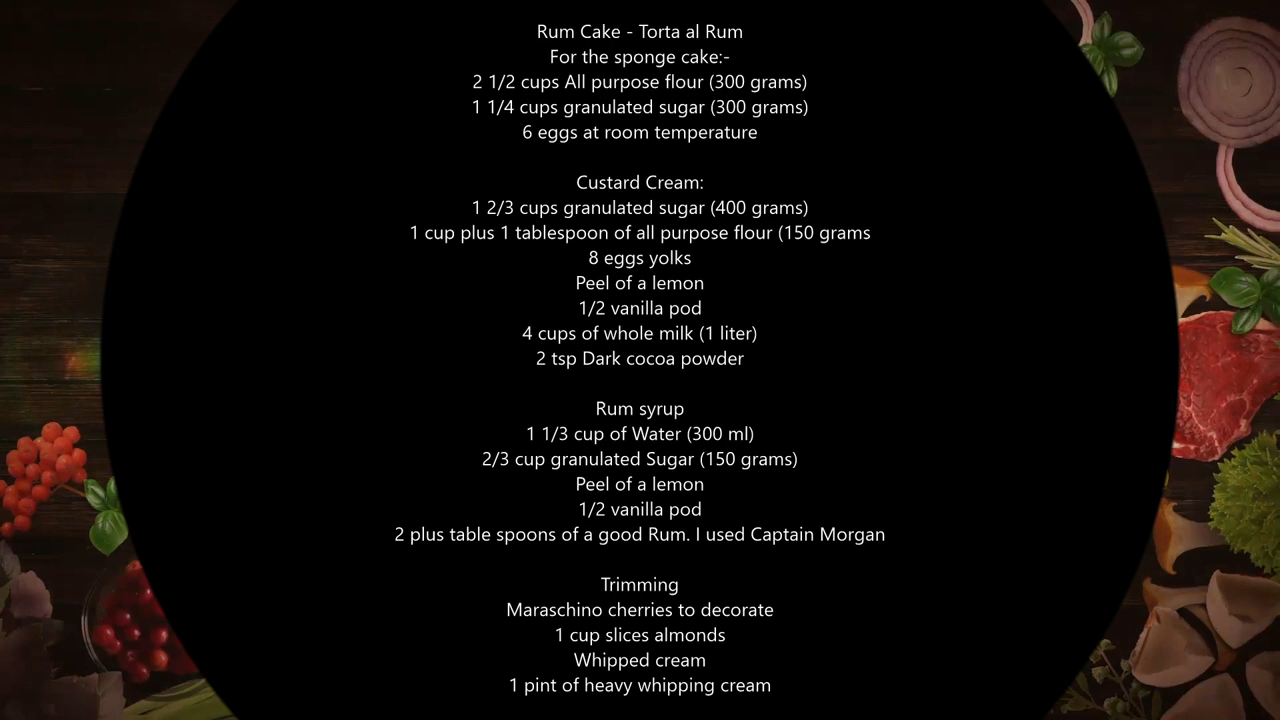 Rum Cake - Torta al Rum
For the sponge cake:-
2 1/2 cups All purpose flour (300 grams)
1 1/4 cups granulated sugar (300 grams)
6 eggs at room temperature
Custard Cream:
1 2/3 cups granulated sugar (400 grams)
1 cup plus 1 tablespoon of all purpose flour (150 grams
8 eggs yolks
Peel of a lemon
1/2 vanilla pod
4 cups of whole milk (1 liter)
2 tsp Dark cocoa powder
Rum syrup
1 1/3 cup of Water (300 ml)
2/3 cup granulated Sugar (150 grams)
Peel of a lemon
1/2 vanilla pod
2 plus table spoons of a good Rum. I used Captain Morgan
Trimming
Maraschino cherries to decorate
1 cup slices almonds
Whipped cream
1 pint of heavy whipping cream